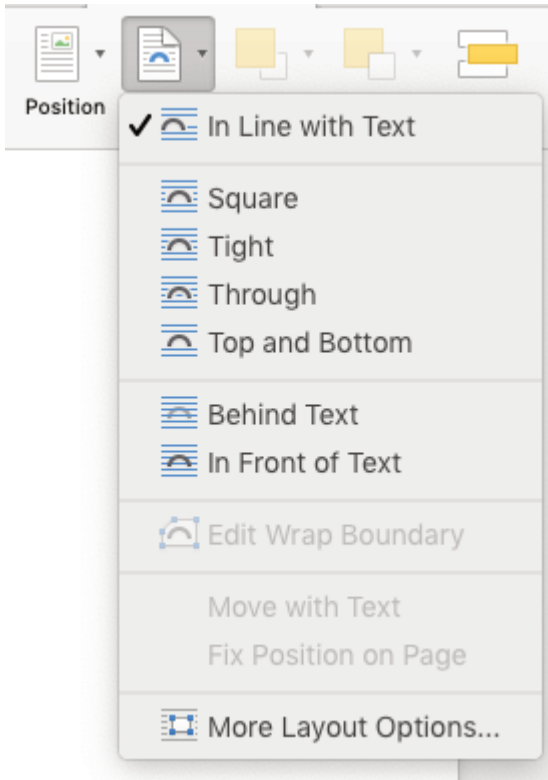 Position
In Line with Text
Square
Tight
Through
Top and Bottom
Behind Text
In Front of Text
Edit Wrap Boundary
Move with Text
Fix Position on Page
More Layout Options...